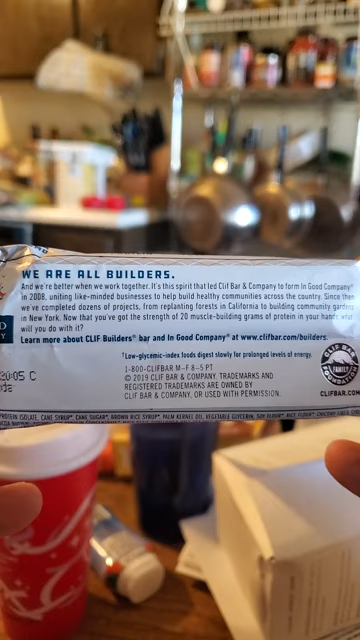 WE ARE ALL BUILDERS.
And we're better when we work together. It's this spirit that led Clif Bar & Company to form In Good Company®
in 2008, uniting like-minded businesses to help build healthy communities across the country. Since then
we've completed dozens of projects, from replanting forests in California to building community gardens
in New York. Now that you've got the strength of 20 muscle-building grams of protein in your hands what
will you do with it?
Learn more about CLIF Builders® bar and In Good Company® at www.clifbar.com/builders.
†Low-glycemic-index foods digest slowly for prolonged levels of energy.
1-800-CLIFBAR M-F 8-5 PT
© 2019 CLIF BAR & COMPANY. TRADEMARKS AND
REGISTERED TRADEMARKS ARE OWNED BY
CLIF BAR & COMPANY, OR USED WITH PERMISSION.
20:05 C
CLIF BAR
FAMILY
FOUNDATION
CLIFBAR.COM
PROTEIN ISOLATE, CANE SYRUP*, CANE SUGAR*, BROWN RICE SYRUP*, PALM KERNEL OIL, VEGETABLE GLYCERIN, SOY FLOUR*, RICE FLOUR*